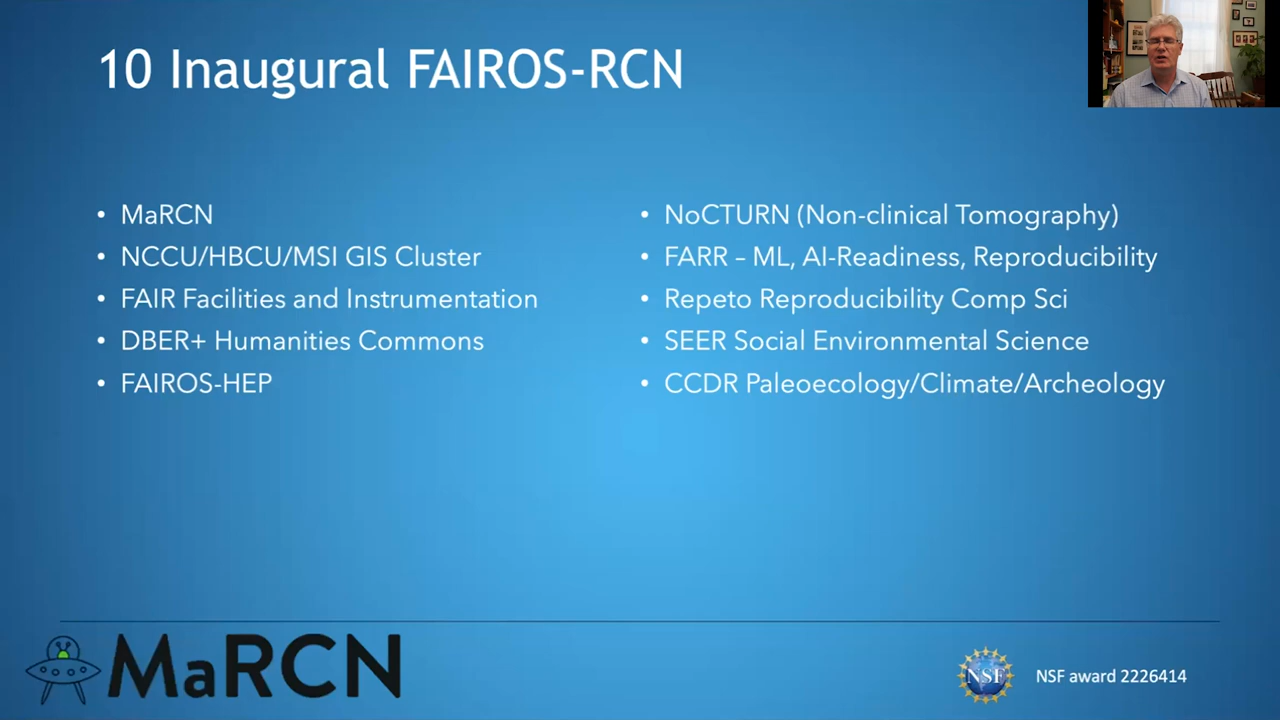 10 Inaugural FAIROS-RCN
• MaRCN
• NCCU/HBCU/MSI GIS Cluster
• FAIR Facilities and Instrumentation
• DBER+ Humanities Commons
• FAIROS-HEP
• NoCTURN (Non-clinical Tomography)
• FARR – ML, AI-Readiness, Reproducibility
• Repeto Reproducibility Comp Sci
• SEER Social Environmental Science
• CCDR Paleoecology/Climate/Archeology
MaRCN
NSF
NSF award 2226414